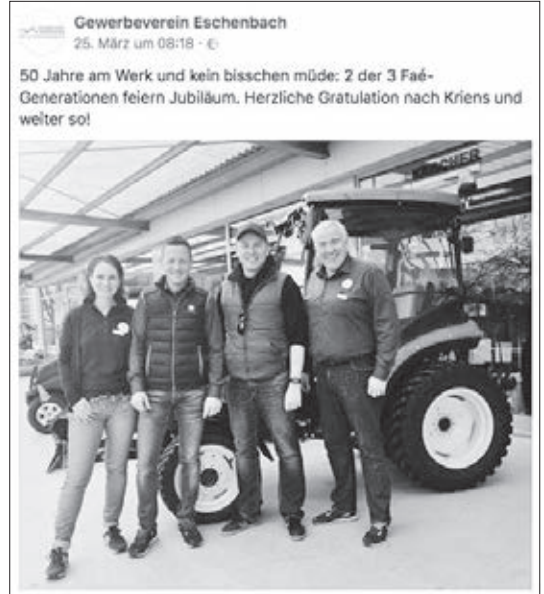 Gewerbeverein Eschenbach
25. März um 08:18 ·
50 Jahre am Werk und kein bisschen müde: 2 der 3 Faé-
Generationen feiern Jubiläum. Herzliche Gratulation nach Kriens und
weiter so!
KÄRCHER